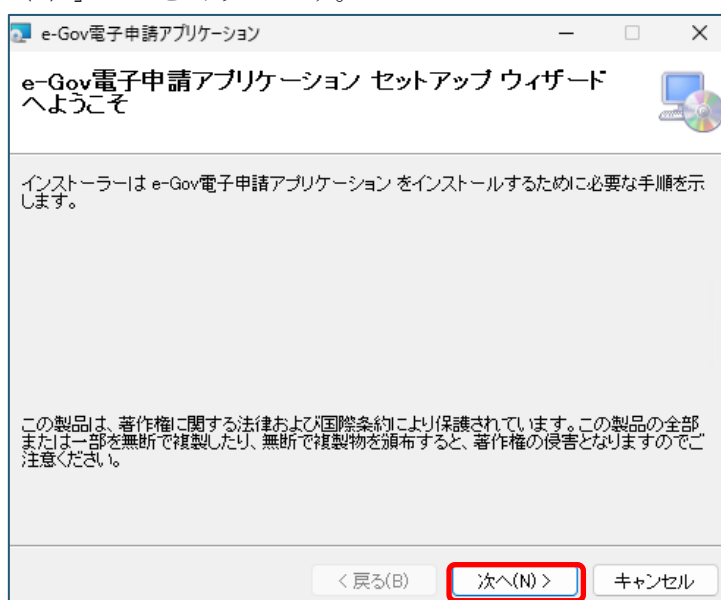 e-Gov電子申請アプリケーション
e-Gov電子申請アプリケーション セットアップ ウィザード
へようこそ
インストーラーは e-Gov電子申請アプリケーション をインストールするために必要な手順を示
します。
この製品は、著作権に関する法律および国際条約により保護されています。この製品の全部
または一部を無断で複製したり、無断で複製物を頒布すると、著作権の侵害となりますのでご
注意ください。
< 戻る(B)
次へ(N) >
キャンセル